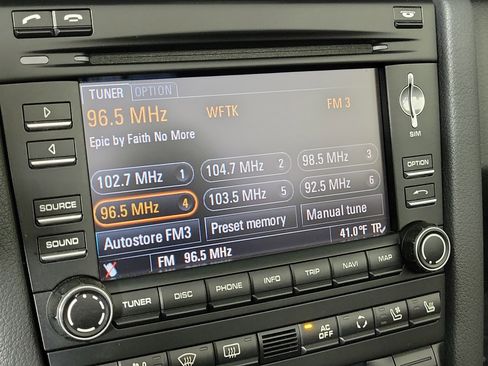 TUNER OPTION
96.5 MHz WFTK FM 3
Epic by Faith No More
102.7 MHz 1 104.7 MHz 2 98.5 MHz 3
96.5 MHz 4 103.5 MHz 5 92.5 MHz 6
Autostore FM3 Preset memory Manual tune
FM 96.5 MHz 41.0°F TP
SIM
OPTION
SOURCE
SOUND
TUNER DISC PHONE INFO TRIP NAVI MAP
AC OFF